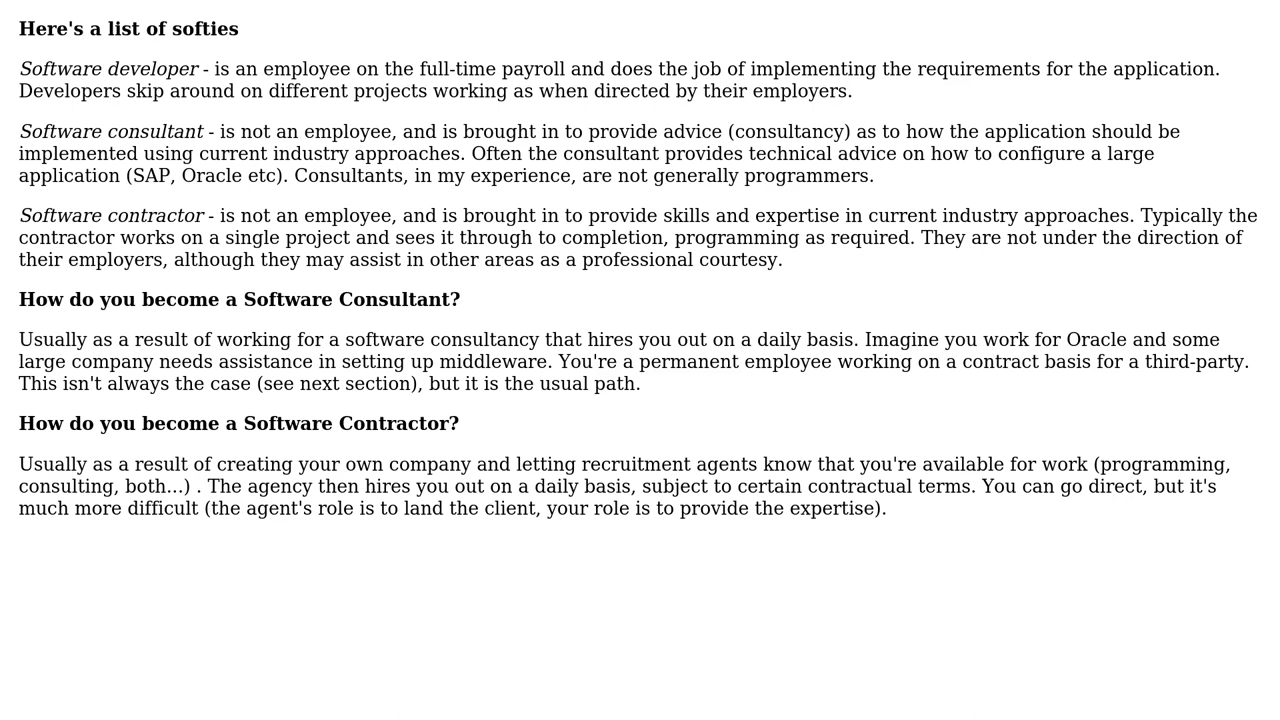 Here's a list of softies
Software developer - is an employee on the full-time payroll and does the job of implementing the requirements for the application.
Developers skip around on different projects working as when directed by their employers.
Software consultant - is not an employee, and is brought in to provide advice (consultancy) as to how the application should be
implemented using current industry approaches. Often the consultant provides technical advice on how to configure a large
application (SAP, Oracle etc). Consultants, in my experience, are not generally programmers.
Software contractor - is not an employee, and is brought in to provide skills and expertise in current industry approaches. Typically the
contractor works on a single project and sees it through to completion, programming as required. They are not under the direction of
their employers, although they may assist in other areas as a professional courtesy.
How do you become a Software Consultant?
Usually as a result of working for a software consultancy that hires you out on a daily basis. Imagine you work for Oracle and some
large company needs assistance in setting up middleware. You're a permanent employee working on a contract basis for a third-party.
This isn't always the case (see next section), but it is the usual path.
How do you become a Software Contractor?
Usually as a result of creating your own company and letting recruitment agents know that you're available for work (programming,
consulting, both...) . The agency then hires you out on a daily basis, subject to certain contractual terms. You can go direct, but it's
much more difficult (the agent's role is to land the client, your role is to provide the expertise).